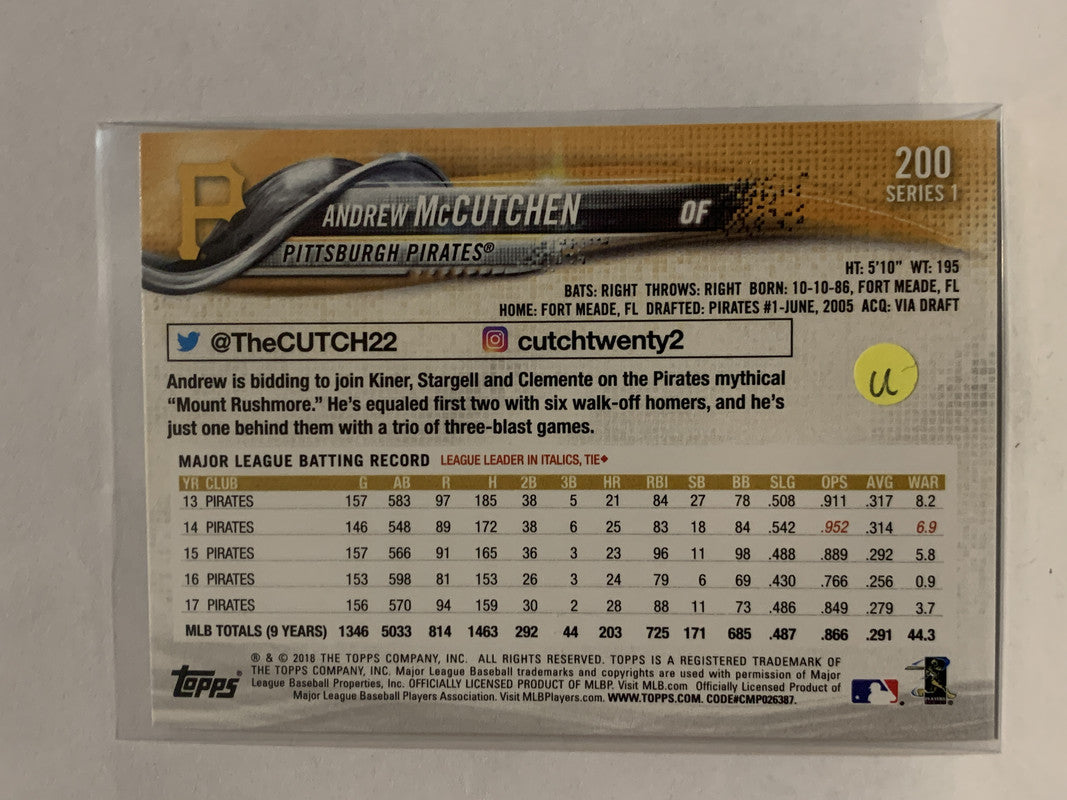 P
200
SERIES 1
ANDREW McCUTCHEN OF
PITTSBURGH PIRATES®
HT: 5'10" WT: 195
BATS: RIGHT THROWS: RIGHT BORN: 10-10-86, FORT MEADE, FL
HOME: FORT MEADE, FL DRAFTED: PIRATES #1-JUNE, 2005 ACQ: VIA DRAFT
@TheCUTCH22 cutchtwenty2
u
Andrew is bidding to join Kiner, Stargell and Clemente on the Pirates mythical
“Mount Rushmore.” He's equaled first two with six walk-off homers, and he's
just one behind them with a trio of three-blast games.
MAJOR LEAGUE BATTING RECORD LEAGUE LEADER IN ITALICS, TIE◆
YR CLUB G AB R H 2B 3B HR RBI SB BB SLG OPS AVG WAR
13 PIRATES 157 583 97 185 38 5 21 84 27 78 .508 .911 .317 8.2
14 PIRATES 146 548 89 172 38 6 25 83 18 84 .542 .952 .314 6.9
15 PIRATES 157 566 91 165 36 3 23 96 11 98 .488 .889 .292 5.8
16 PIRATES 153 598 81 153 26 3 24 79 6 69 .430 .766 .256 0.9
17 PIRATES 156 570 94 159 30 2 28 88 11 73 .486 .849 .279 3.7
MLB TOTALS (9 YEARS) 1346 5033 814 1463 292 44 203 725 171 685 .487 .866 .291 44.3
® & © 2018 THE TOPPS COMPANY, INC. ALL RIGHTS RESERVED. TOPPS IS A REGISTERED TRADEMARK OF
THE TOPPS COMPANY, INC. Major League Baseball trademarks and copyrights are used with permission of Major
League Baseball Properties, Inc. OFFICIALLY LICENSED PRODUCT OF MLBP. Visit MLB.com Officially Licensed Product of
Major League Baseball Players Association. Visit MLBPlayers.com. WWW.TOPPS.COM. CODE#CMP026387.
topps®